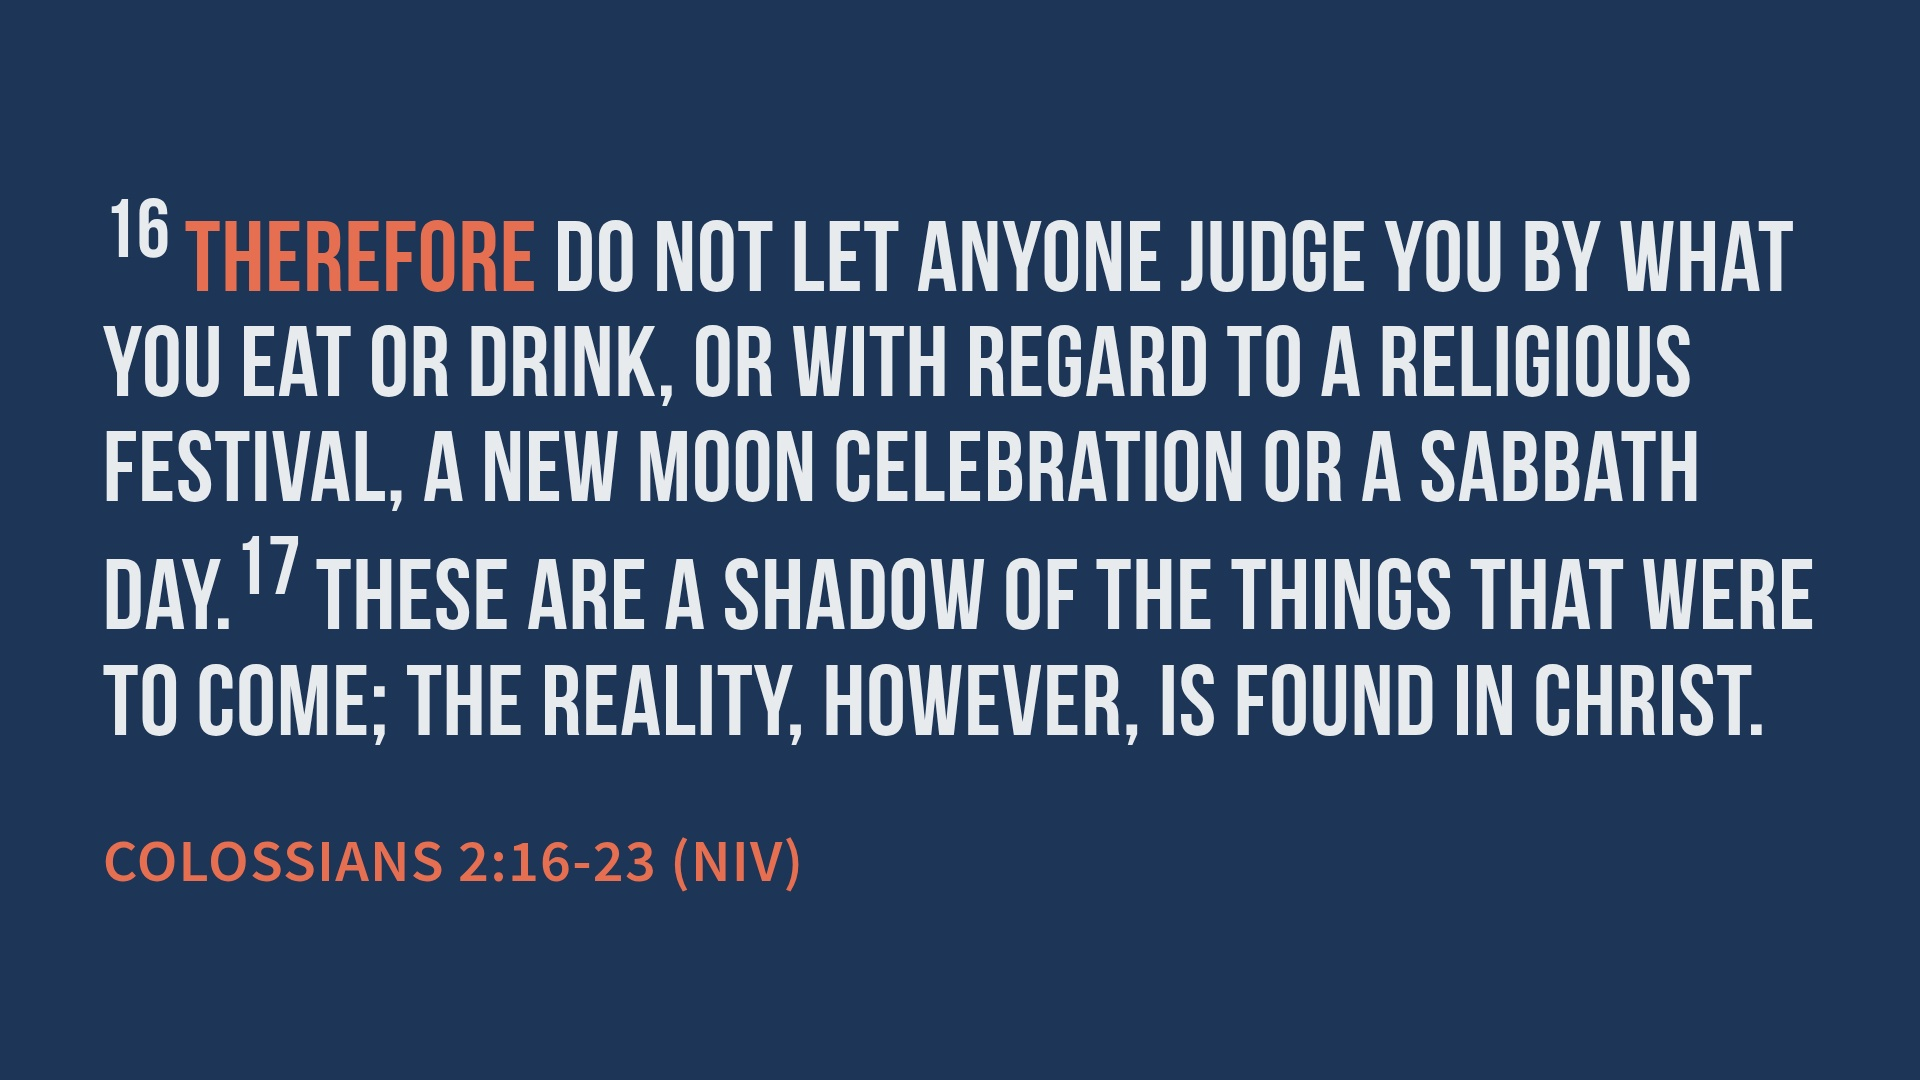 16 THEREFORE DO NOT LET ANYONE JUDGE YOU BY WHAT
YOU EAT OR DRINK, OR WITH REGARD TO A RELIGIOUS
FESTIVAL, A NEW MOON CELEBRATION OR A SABBATH
DAY. 17 THESE ARE A SHADOW OF THE THINGS THAT WERE
TO COME; THE REALITY, HOWEVER, IS FOUND IN CHRIST.
COLOSSIANS 2:16-23 (NIV)